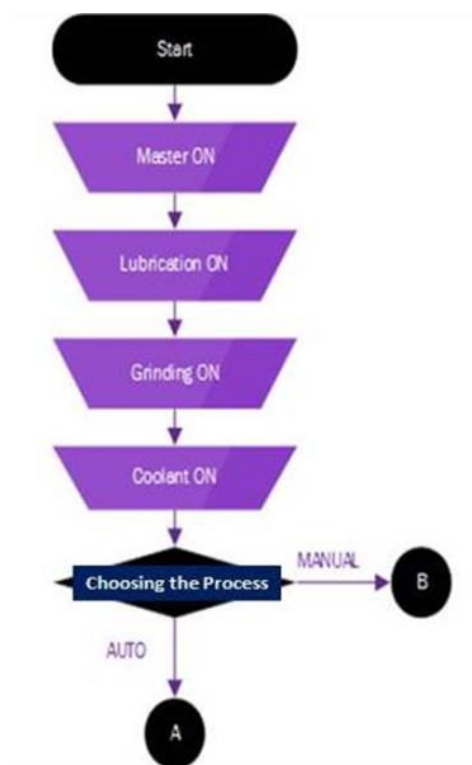 Start
Master ON
Lubrication ON
Grinding ON
Coolant ON
Choosing the Process
MANUAL
B
AUTO
A